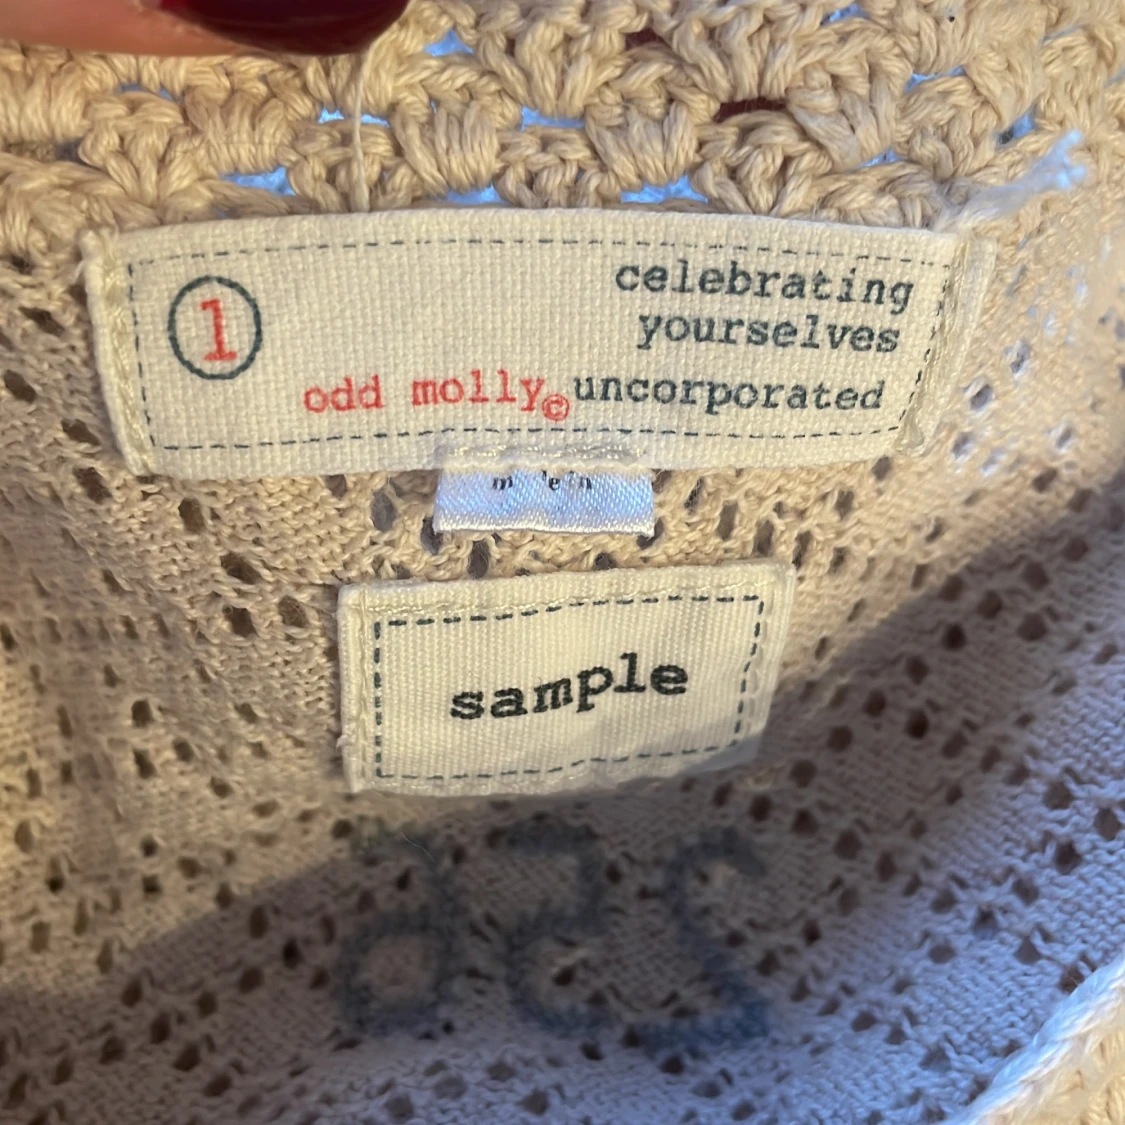 1
celebrating
yourselves
odd molly© uncorporated
sample